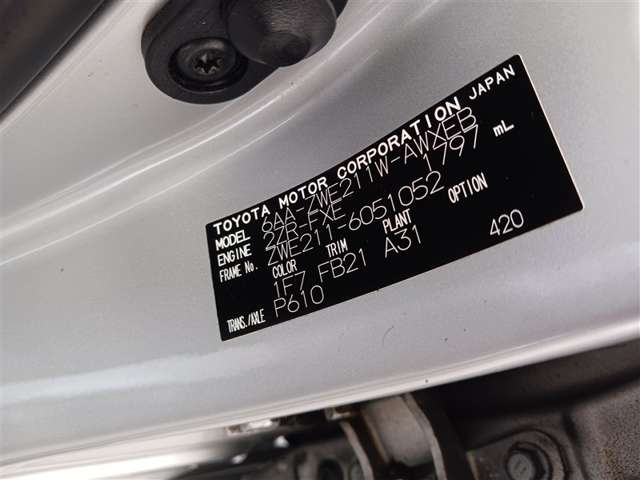 TOYOTA MOTOR CORPORATION JAPAN
MODEL 6AA-ZWE211W-AWXEB
ENGINE 2ZR-FXE 1797 mL
FRAME No. ZWE211-6051052
COLOR TRIM PLANT OPTION
1F7 FB21 A31 420
TRANS./AXLE P610